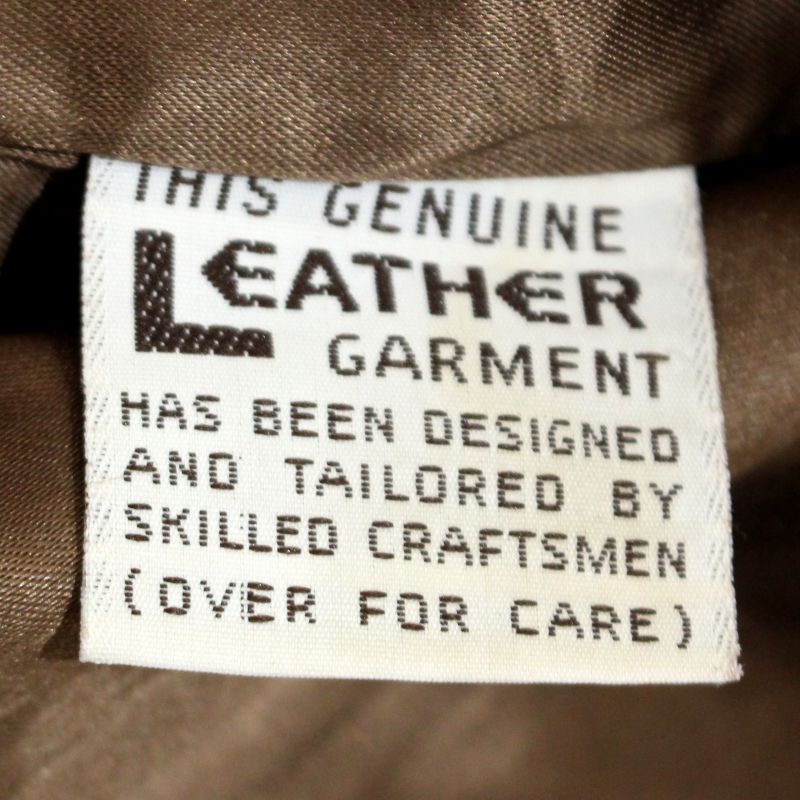 THIS GENUINE
LEATHER
GARMENT
HAS BEEN DESIGNED
AND TAILORED BY
SKILLED CRAFTSMEN
(OVER FOR CARE)